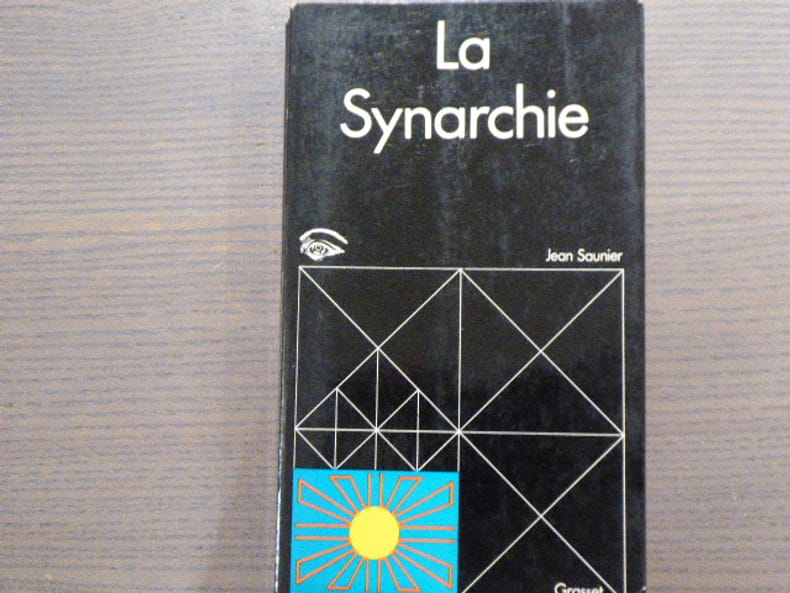 La
Synarchie
Jean Saunier
Grasset